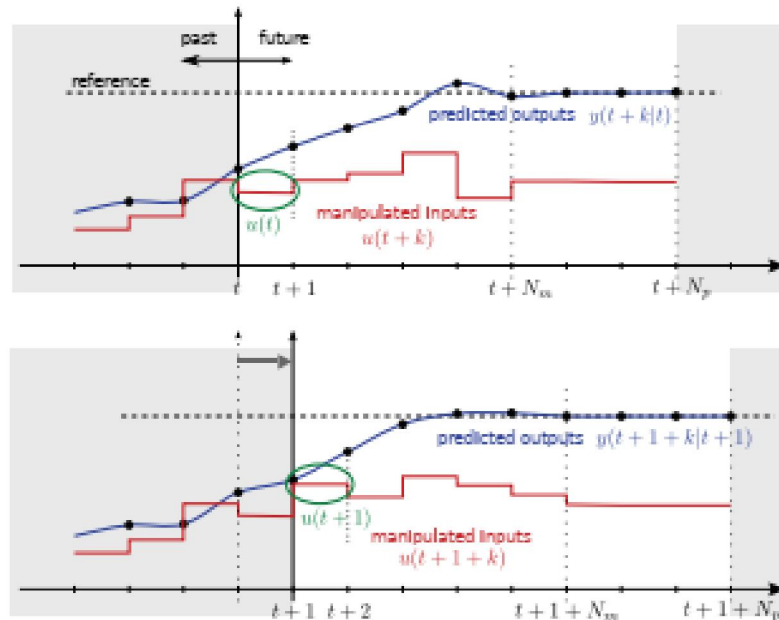 past future
reference
predicted outputs y(t + k|t)
u(t)
manipulated inputs
u(t + k)
t t + 1 t + N_m t + N_p
predicted outputs y(t + 1 + k|t + 1)
u(t + 1)
manipulated inputs
u(t + 1 + k)
t + 1 t + 2 t + 1 + N_m t + 1 + N_p